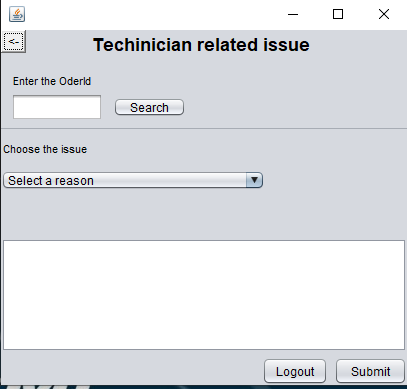 <-
Techinician related issue
Enter the OderId
Search
Choose the issue
Select a reason
Logout
Submit